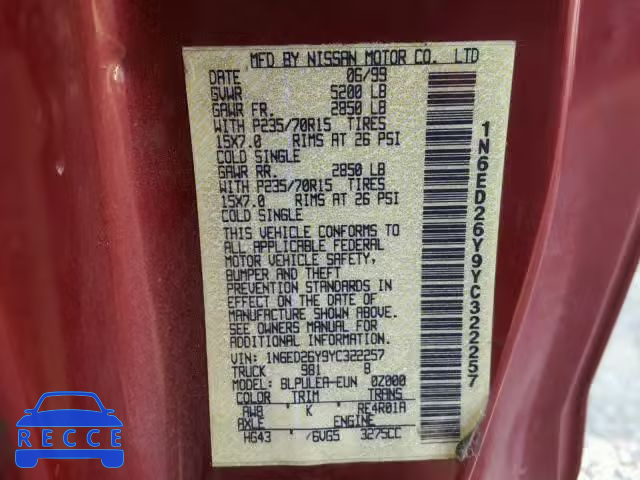 MFD BY NISSAN MOTOR CO. LTD
DATE 06/99
GVWR 5200 LB
GAWR FR. 2850 LB
WITH P235/70R15 TIRES
15X7.0 RIMS AT 26 PSI
COLD SINGLE
GAWR RR. 2850 LB
WITH P235/70R15 TIRES
15X7.0 RIMS AT 26 PSI
COLD SINGLE
THIS VEHICLE CONFORMS TO
ALL APPLICABLE FEDERAL
MOTOR VEHICLE SAFETY,
BUMPER AND THEFT
PREVENTION STANDARDS IN
EFFECT ON THE DATE OF
MANUFACTURE SHOWN ABOVE.
SEE OWNERS MANUAL FOR
ADDITIONAL INFORMATION.
VIN: 1N6ED26Y9YC322257
TRUCK 981 B
MODEL BLPULEA-EUN 0Z000
COLOR TRIM TRANS
AW8 K RE4R01A
AXLE ENGINE
HG43 /6VG5 3275CC
1N6ED26Y9YC322257
RECCE